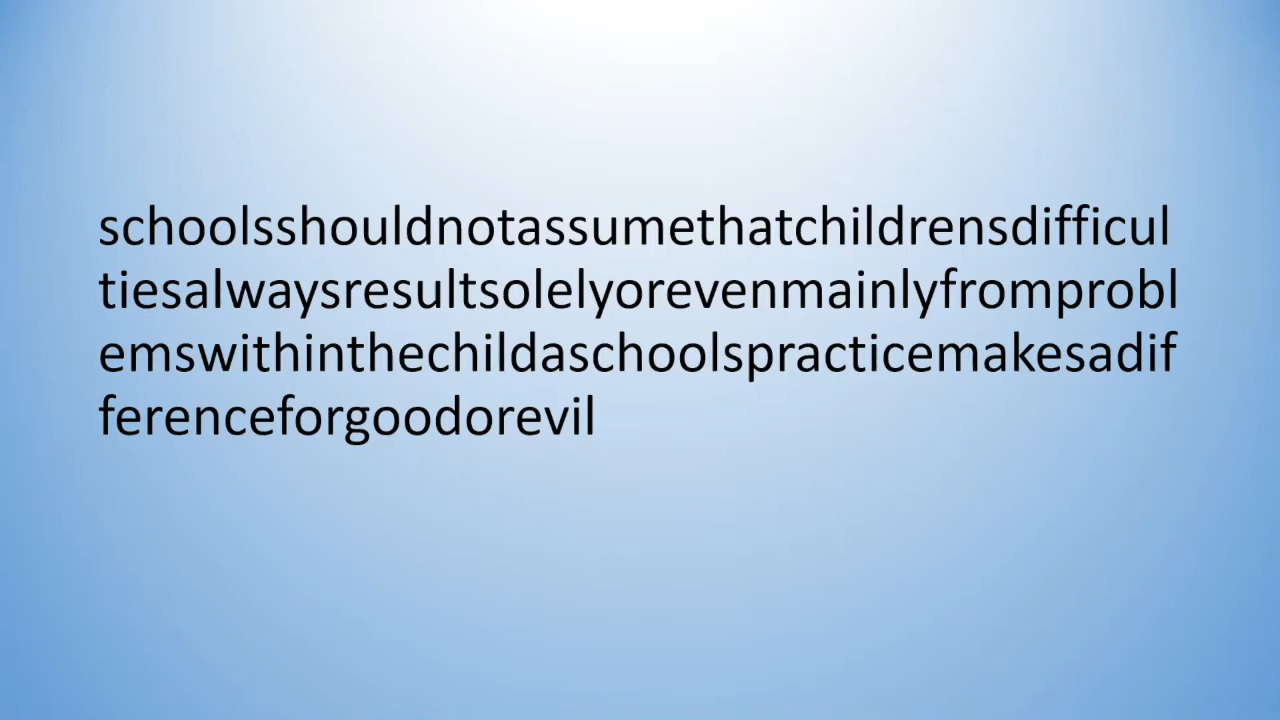 schoolsshouldnotassumethatchildrensdifficul
tiesalwaysresultsolelyorevenmainlyfromprobl
emswithinthechildaschoolspracticemakesadif
ferenceforgoodorevil